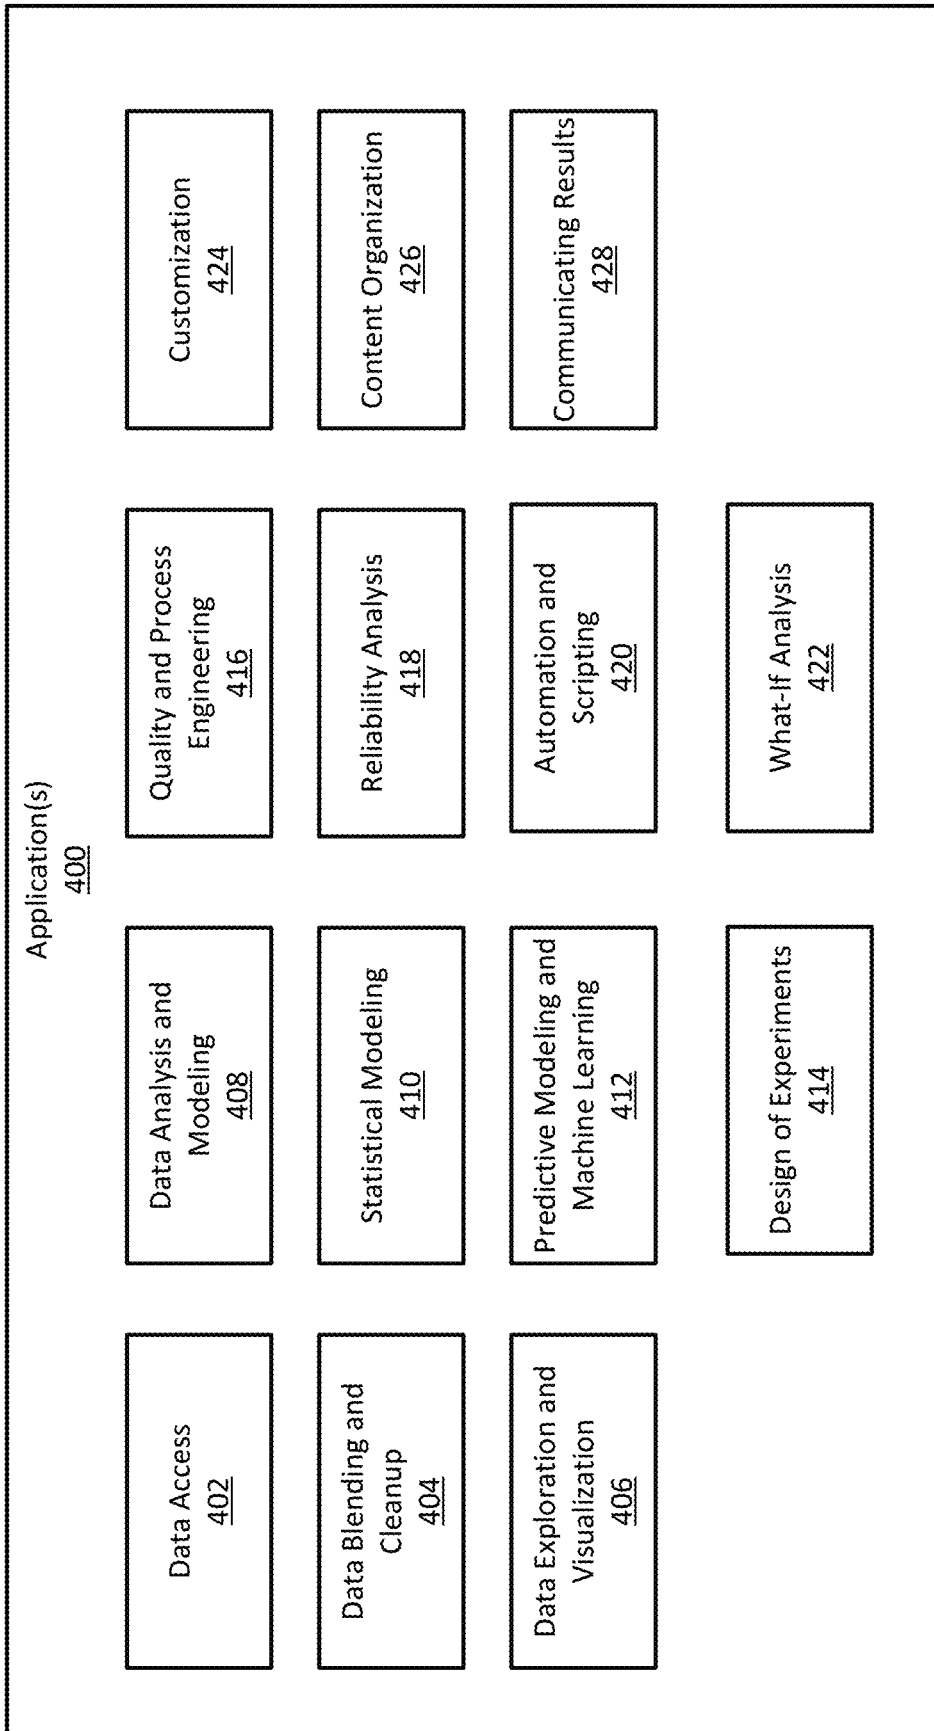 Application(s)
400
Data Access
402
Data Blending and
Cleanup
404
Data Exploration and
Visualization
406
Data Analysis and
Modeling
408
Statistical Modeling
410
Predictive Modeling and
Machine Learning
412
Design of Experiments
414
Quality and Process
Engineering
416
Reliability Analysis
418
Automation and
Scripting
420
What-If Analysis
422
Customization
424
Content Organization
426
Communicating Results
428